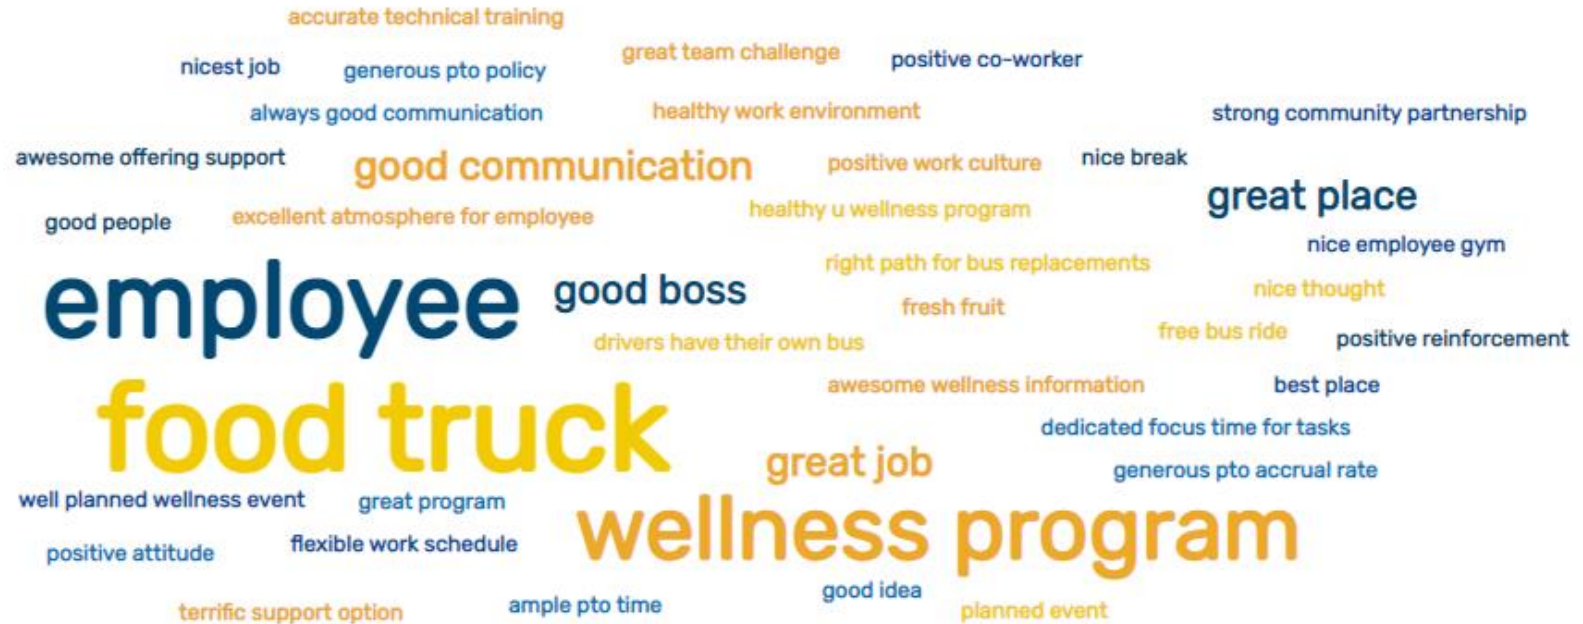 accurate technical training
great team challenge
positive co-worker
nicest job
generous pto policy
always good communication
healthy work environment
strong community partnership
awesome offering support
good communication
positive work culture
nice break
great place
good people
excellent atmosphere for employee
healthy u wellness program
nice employee gym
right path for bus replacements
employee
good boss
nice thought
fresh fruit
drivers have their own bus
free bus ride
positive reinforcement
awesome wellness information
best place
food truck
dedicated focus time for tasks
great job
generous pto accrual rate
well planned wellness event
great program
wellness program
positive attitude
flexible work schedule
good idea
terrific support option
ample pto time
planned event